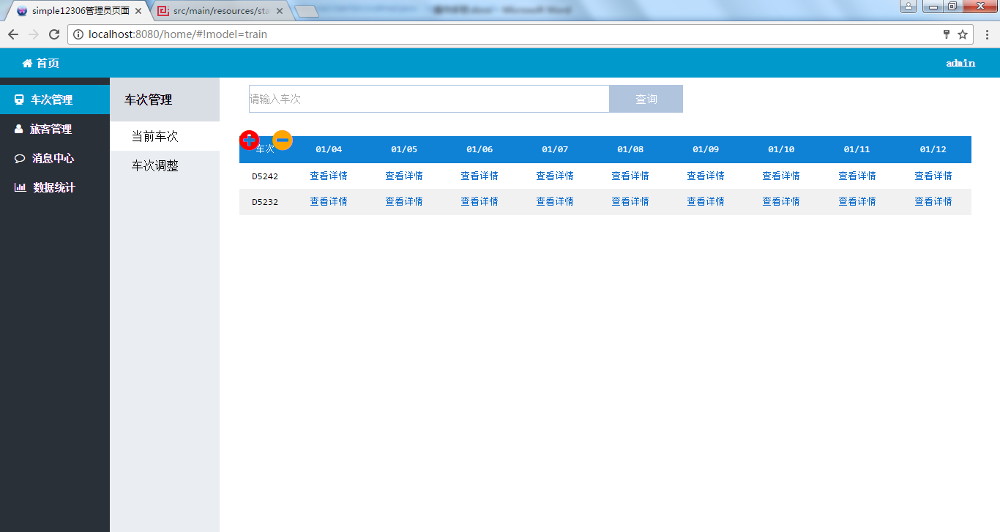 simple12306管理员页面
src/main/resources/sta
localhost:8080/home/#!model=train
首页
admin
车次管理
旅客管理
消息中心
数据统计
车次管理
当前车次
车次调整
请输入车次 查询
车次 01/04 01/05 01/06 01/07 01/08 01/09 01/10 01/11 01/12
D5242 查看详情 查看详情 查看详情 查看详情 查看详情 查看详情 查看详情 查看详情 查看详情
D5232 查看详情 查看详情 查看详情 查看详情 查看详情 查看详情 查看详情 查看详情 查看详情